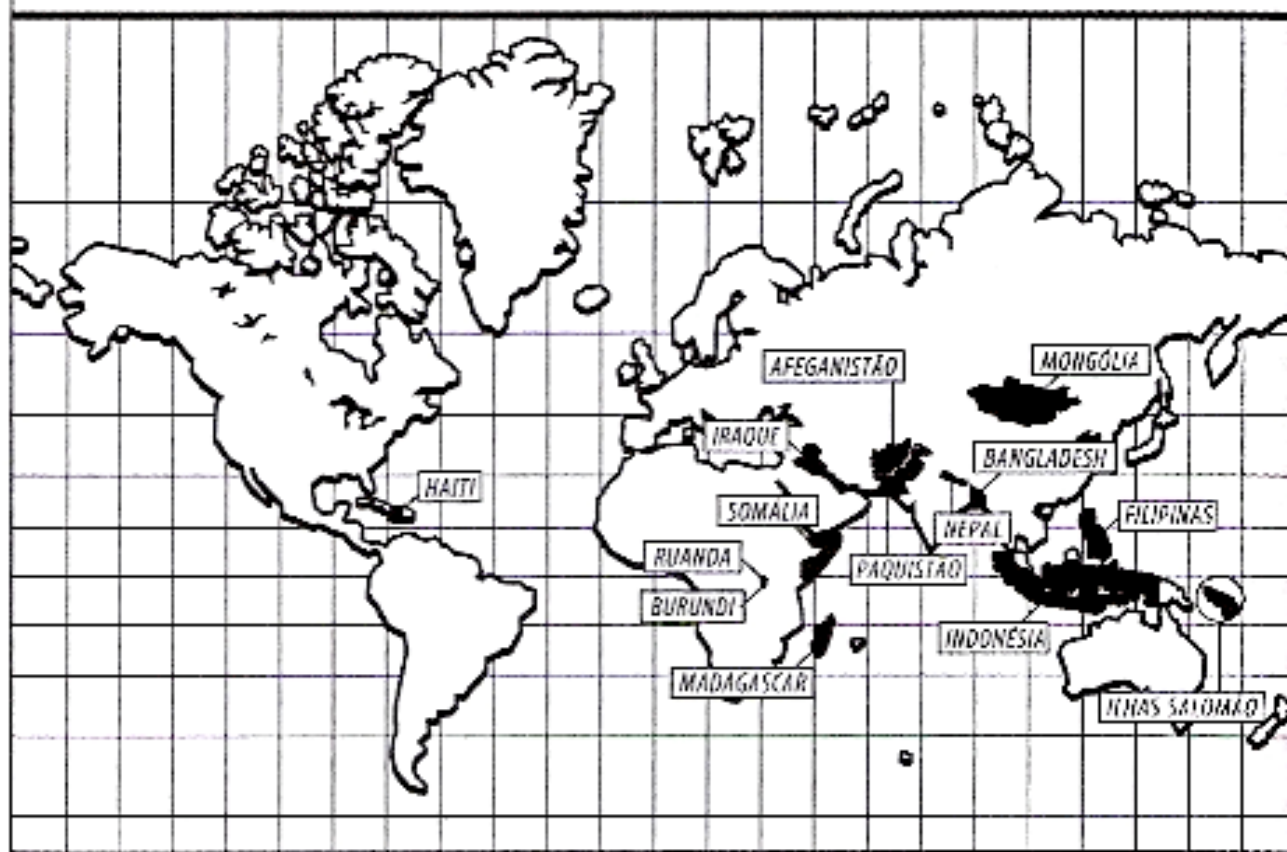 AFEGANISTÃO
MONGÓLIA
IRAQUE
BANGLADESH
HAITI
SOMÁLIA
NEPAL
FILIPINAS
RUANDA
PAQUISTÃO
BURUNDI
INDONÉSIA
MADAGASCAR
ILHAS SALOMÃO